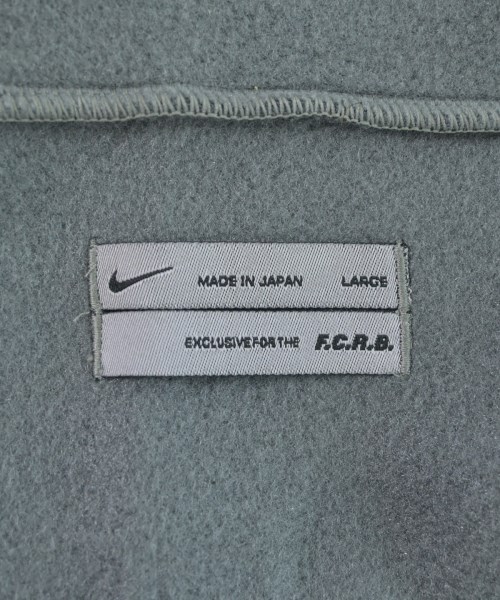 MADE IN JAPAN LARGE
EXCLUSIVE FOR THE F.C.R.B.